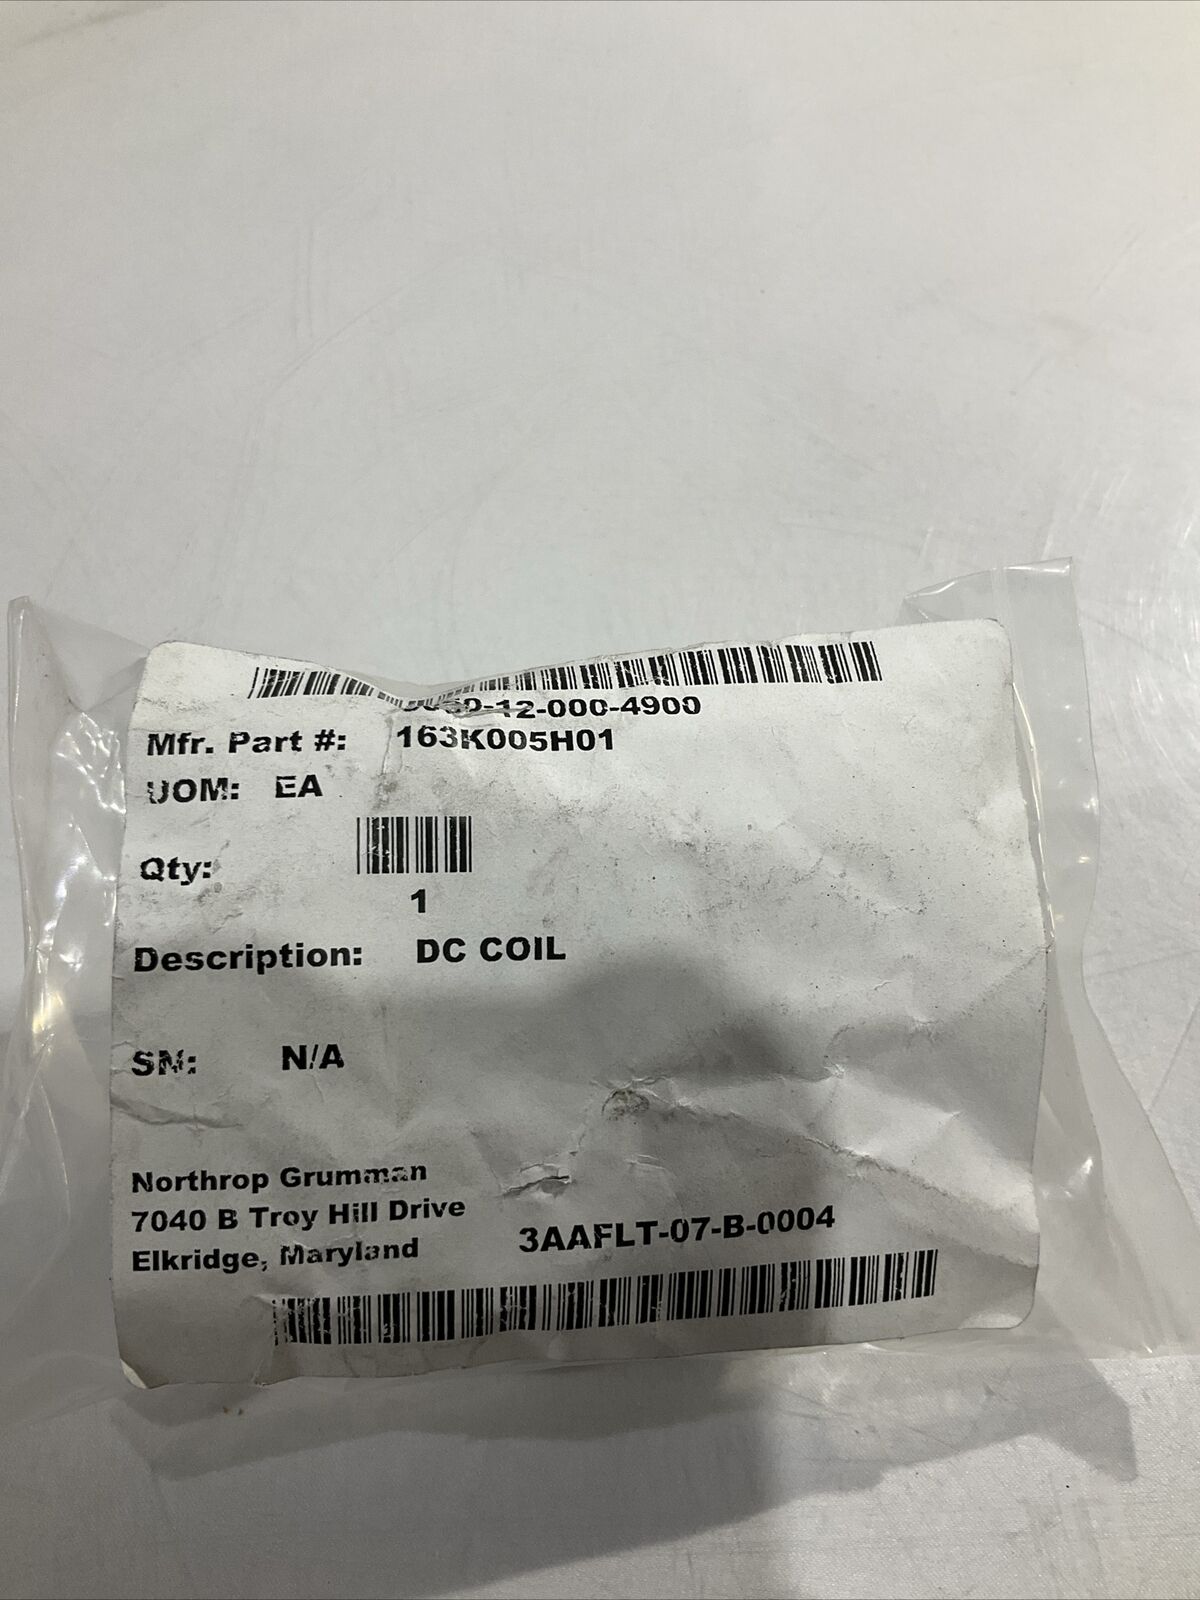 -12-000-4900
Mfr. Part #: 163K005H01
UOM: EA
Qty:
1
Description: DC COIL
SN: N/A
Northrop Grumman
7040 B Troy Hill Drive
Elkridge, Maryland
3AAFLT-07-B-0004